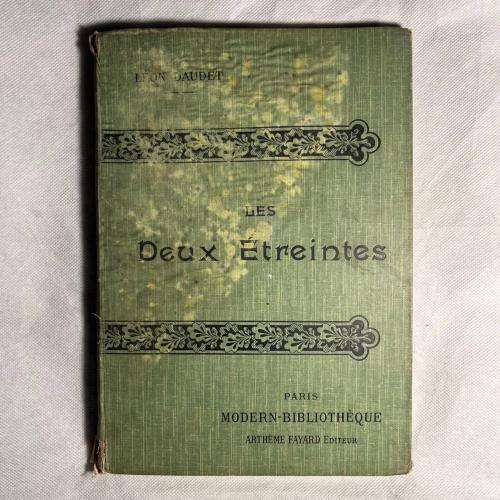 LÉON DAUDET
LES
Deux Étreintes
PARIS
MODERN-BIBLIOTHÈQUE
ARTHÈME FAYARD ÉDITEUR